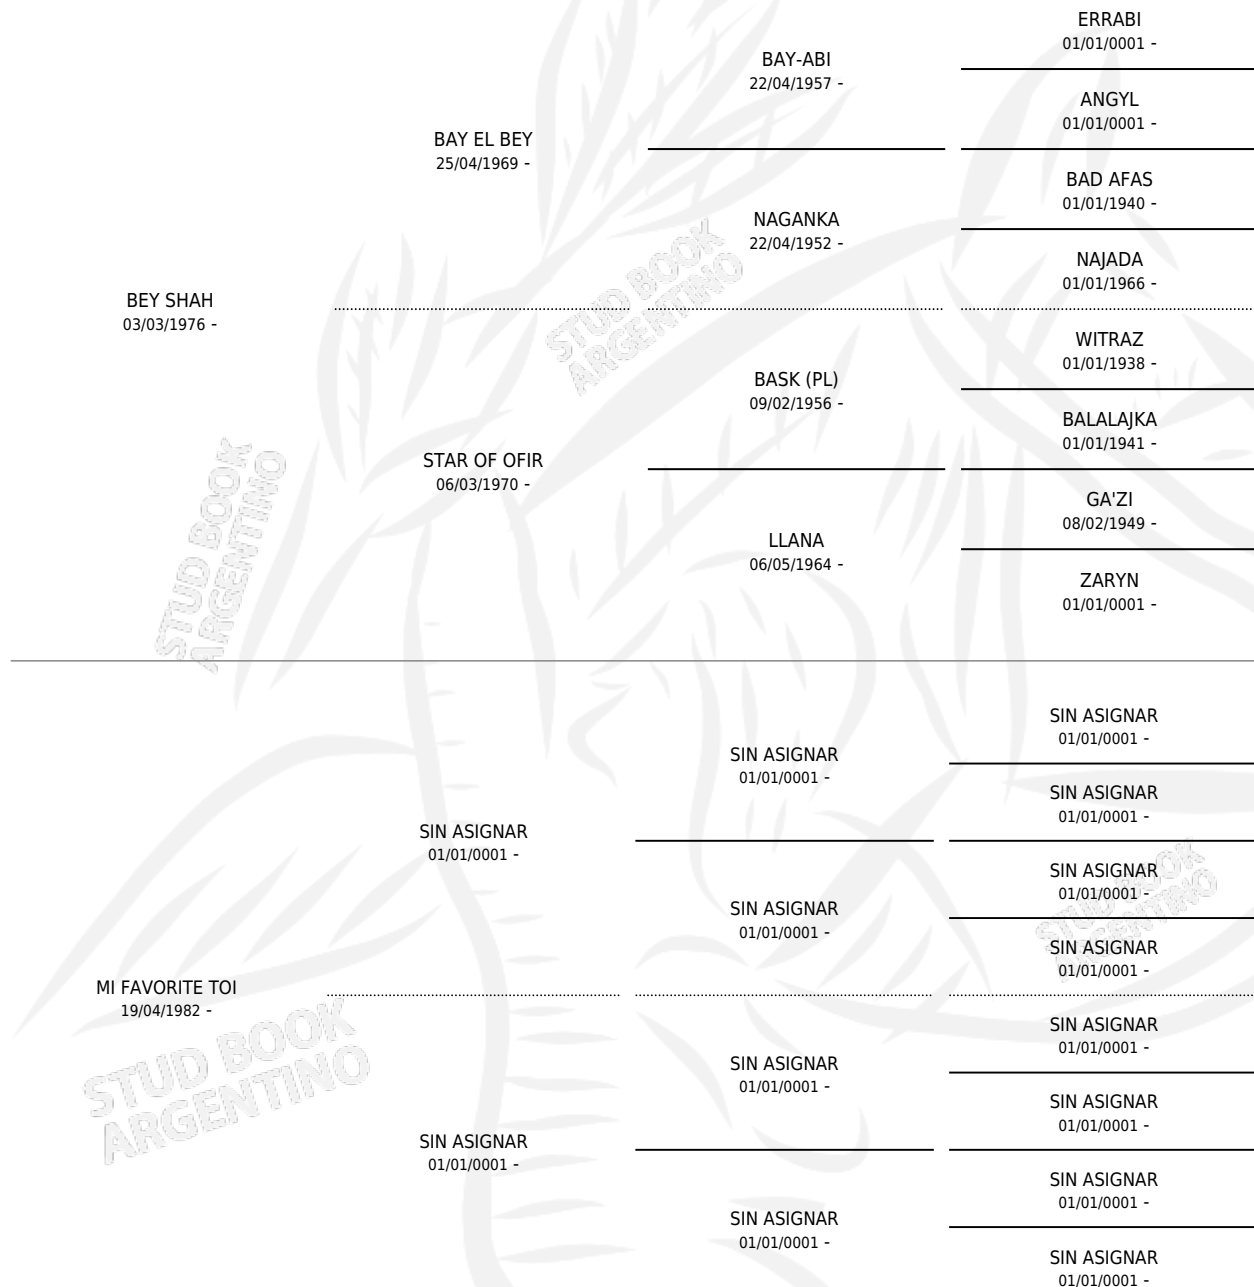 ERRABI
01/01/0001 -
BAY-ABI
22/04/1957 -
ANGYL
01/01/0001 -
BAY EL BEY
25/04/1969 -
BAD AFAS
01/01/1940 -
NAGANKA
22/04/1952 -
NAJADA
01/01/1966 -
BEY SHAH
03/03/1976 -
WITRAZ
01/01/1938 -
BASK (PL)
09/02/1956 -
BALALAJKA
01/01/1941 -
STAR OF OFIR
06/03/1970 -
GA'ZI
08/02/1949 -
LLANA
06/05/1964 -
ZARYN
01/01/0001 -
STUD BOOK
ARGENTINO
STUD BOOK
ARGENTINO
SIN ASIGNAR
01/01/0001 -
SIN ASIGNAR
01/01/0001 -
SIN ASIGNAR
01/01/0001 -
SIN ASIGNAR
01/01/0001 -
SIN ASIGNAR
01/01/0001 -
SIN ASIGNAR
01/01/0001 -
SIN ASIGNAR
01/01/0001 -
MI FAVORITE TOI
19/04/1982 -
SIN ASIGNAR
01/01/0001 -
SIN ASIGNAR
01/01/0001 -
SIN ASIGNAR
01/01/0001 -
SIN ASIGNAR
01/01/0001 -
SIN ASIGNAR
01/01/0001 -
SIN ASIGNAR
01/01/0001 -
SIN ASIGNAR
01/01/0001 -
STUD BOOK
ARGENTINO
STUD BOOK
ARGENTINO